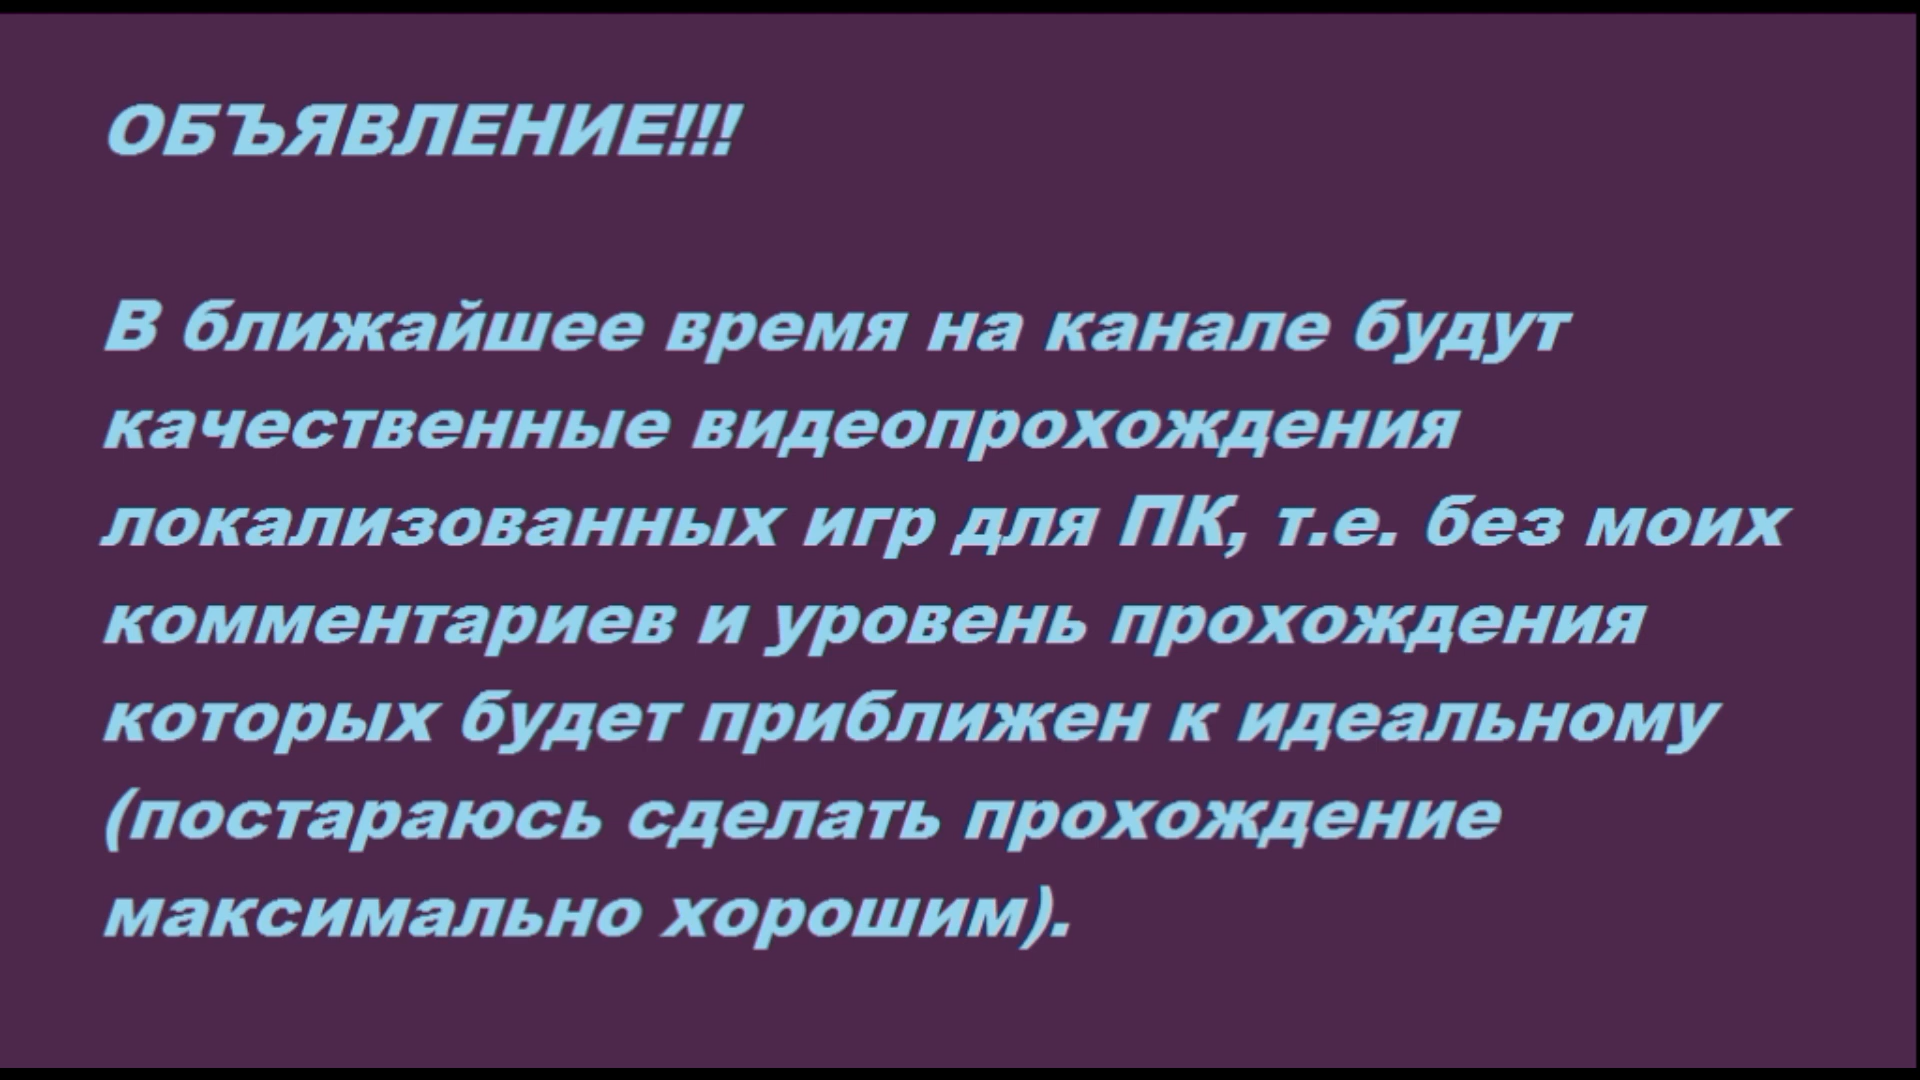 ОБЪЯВЛЕНИЕ!!!
В ближайшее время на канале будут
качественные видеопрохождения
локализованных игр для ПК, т.е. без моих
комментариев и уровень прохождения
которых будет приближен к идеальному
(постараюсь сделать прохождение
максимально хорошим).